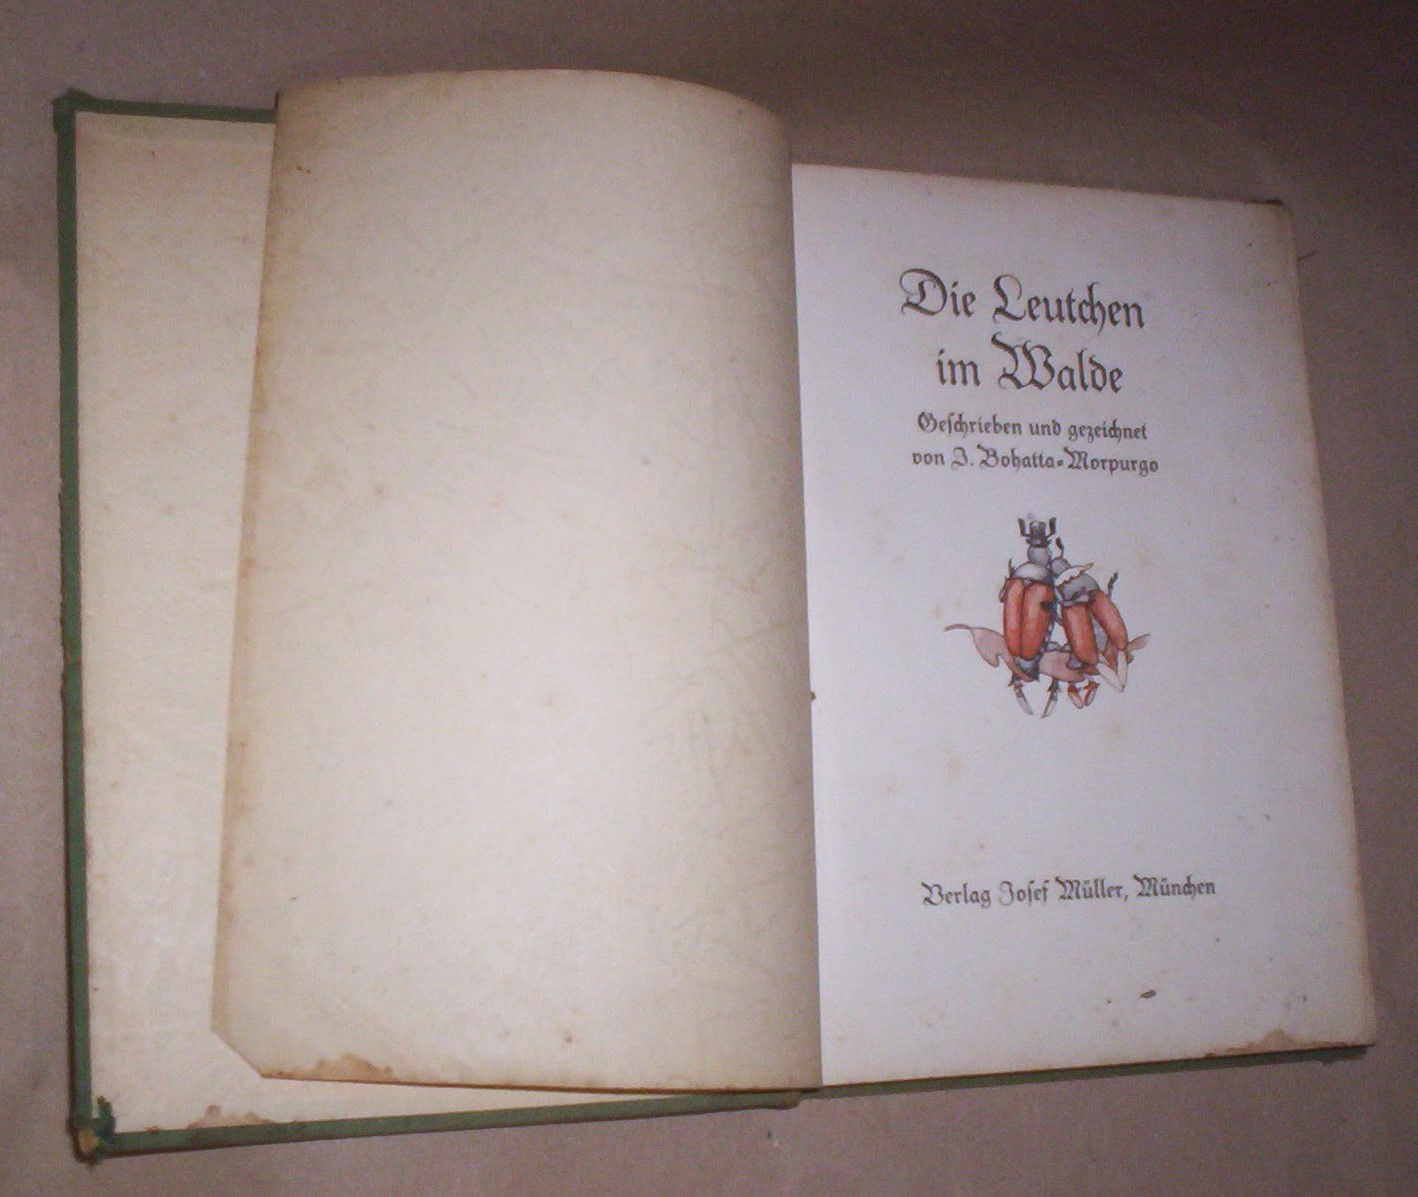 Die Leutchen
im Walde
Geschrieben und gezeichnet
von I. Bohatta-Morpurgo
Verlag Josef Müller, München